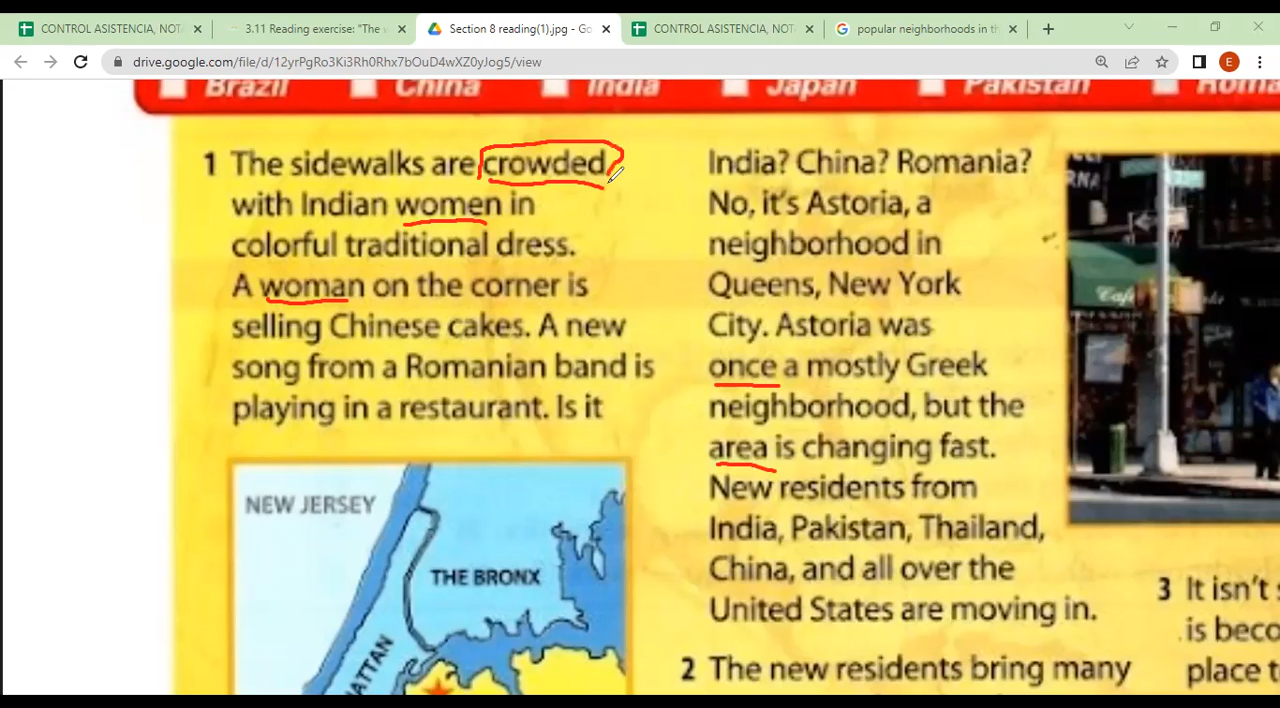 CONTROL ASISTENCIA, NOT
3.11 Reading exercise: "The w
Section 8 reading(1).jpg - Go
CONTROL ASISTENCIA, NOT
popular neighborhoods in th
drive.google.com/file/d/12yrPgRo3Ki3Rh0Rhx7bOuD4wXZ0yJog5/view
E
Brazil China India Japan Pakistan Roma
1 The sidewalks are crowded
with Indian women in
colorful traditional dress.
A woman on the corner is
selling Chinese cakes. A new
song from a Romanian band is
playing in a restaurant. Is it
India? China? Romania?
No, it's Astoria, a
neighborhood in
Queens, New York
City. Astoria was
once a mostly Greek
neighborhood, but the
area is changing fast.
New residents from
India, Pakistan, Thailand,
China, and all over the
United States are moving in.
2 The new residents bring many
NEW JERSEY
THE BRONX
HATTAN
3 It isn't s
is beco
place t